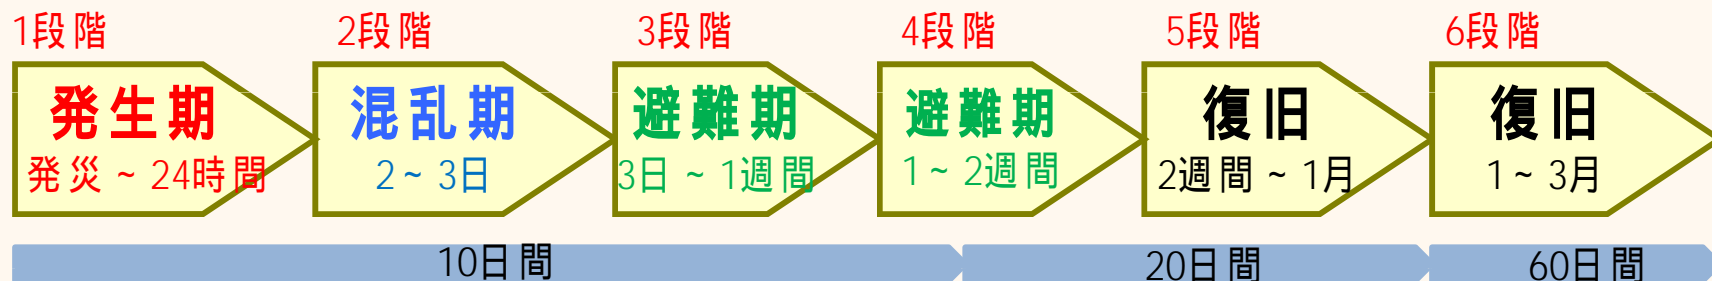 1段階 2段階 3段階 4段階 5段階 6段階
発生期 混乱期 避難期 避難期 復旧 復旧
発災 ~ 24時間 2~ 3日 3日 ~ 1週間 1~ 2週間 2週間 ~ 1月 1~ 3月
10日間 20日間 60日間